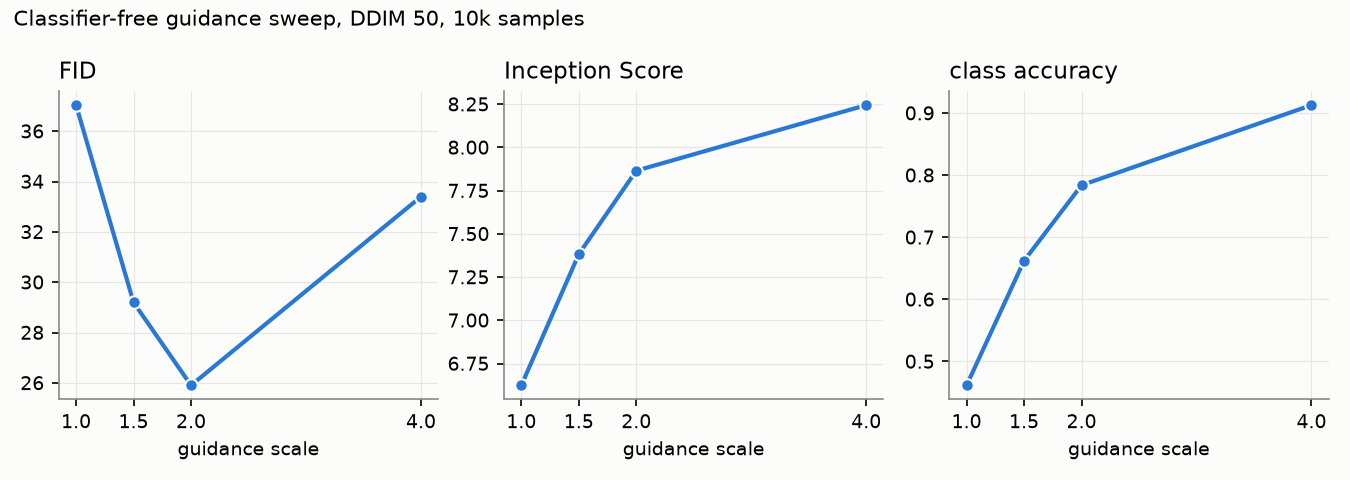 Classifier-free guidance sweep, DDIM 50, 10k samples
FID
36
34
32
30
28
26
1.0 1.5 2.0 4.0
guidance scale
Inception Score
8.25
8.00
7.75
7.50
7.25
7.00
6.75
1.0 1.5 2.0 4.0
guidance scale
class accuracy
0.9
0.8
0.7
0.6
0.5
1.0 1.5 2.0 4.0
guidance scale